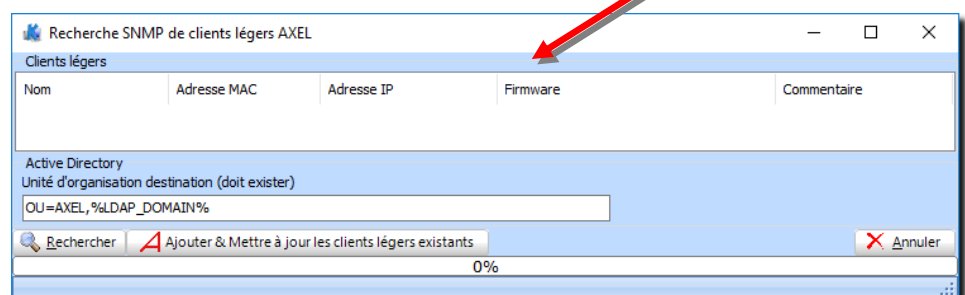 Recherche SNMP de clients légers AXEL
Clients légers
Nom Adresse MAC Adresse IP Firmware Commentaire
Active Directory
Unité d'organisation destination (doit exister)
OU=AXEL,%LDAP_DOMAIN%
Rechercher Ajouter & Mettre à jour les clients légers existants Annuler
0%